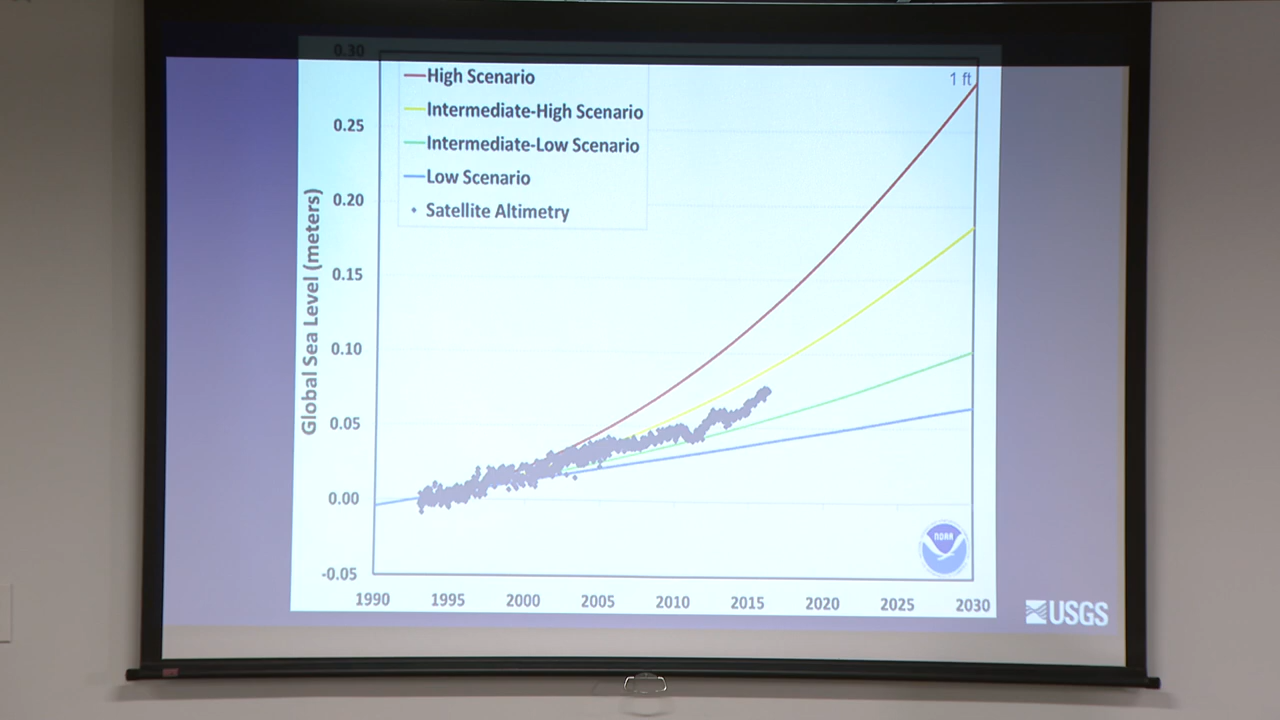 0.30
High Scenario
1 ft
Intermediate-High Scenario
0.25
Intermediate-Low Scenario
Low Scenario
0.20
Satellite Altimetry
0.15
0.10
0.05
0.00
-0.05
Global Sea Level (meters)
NOAA
1990 1995 2000 2005 2010 2015 2020 2025 2030
USGS